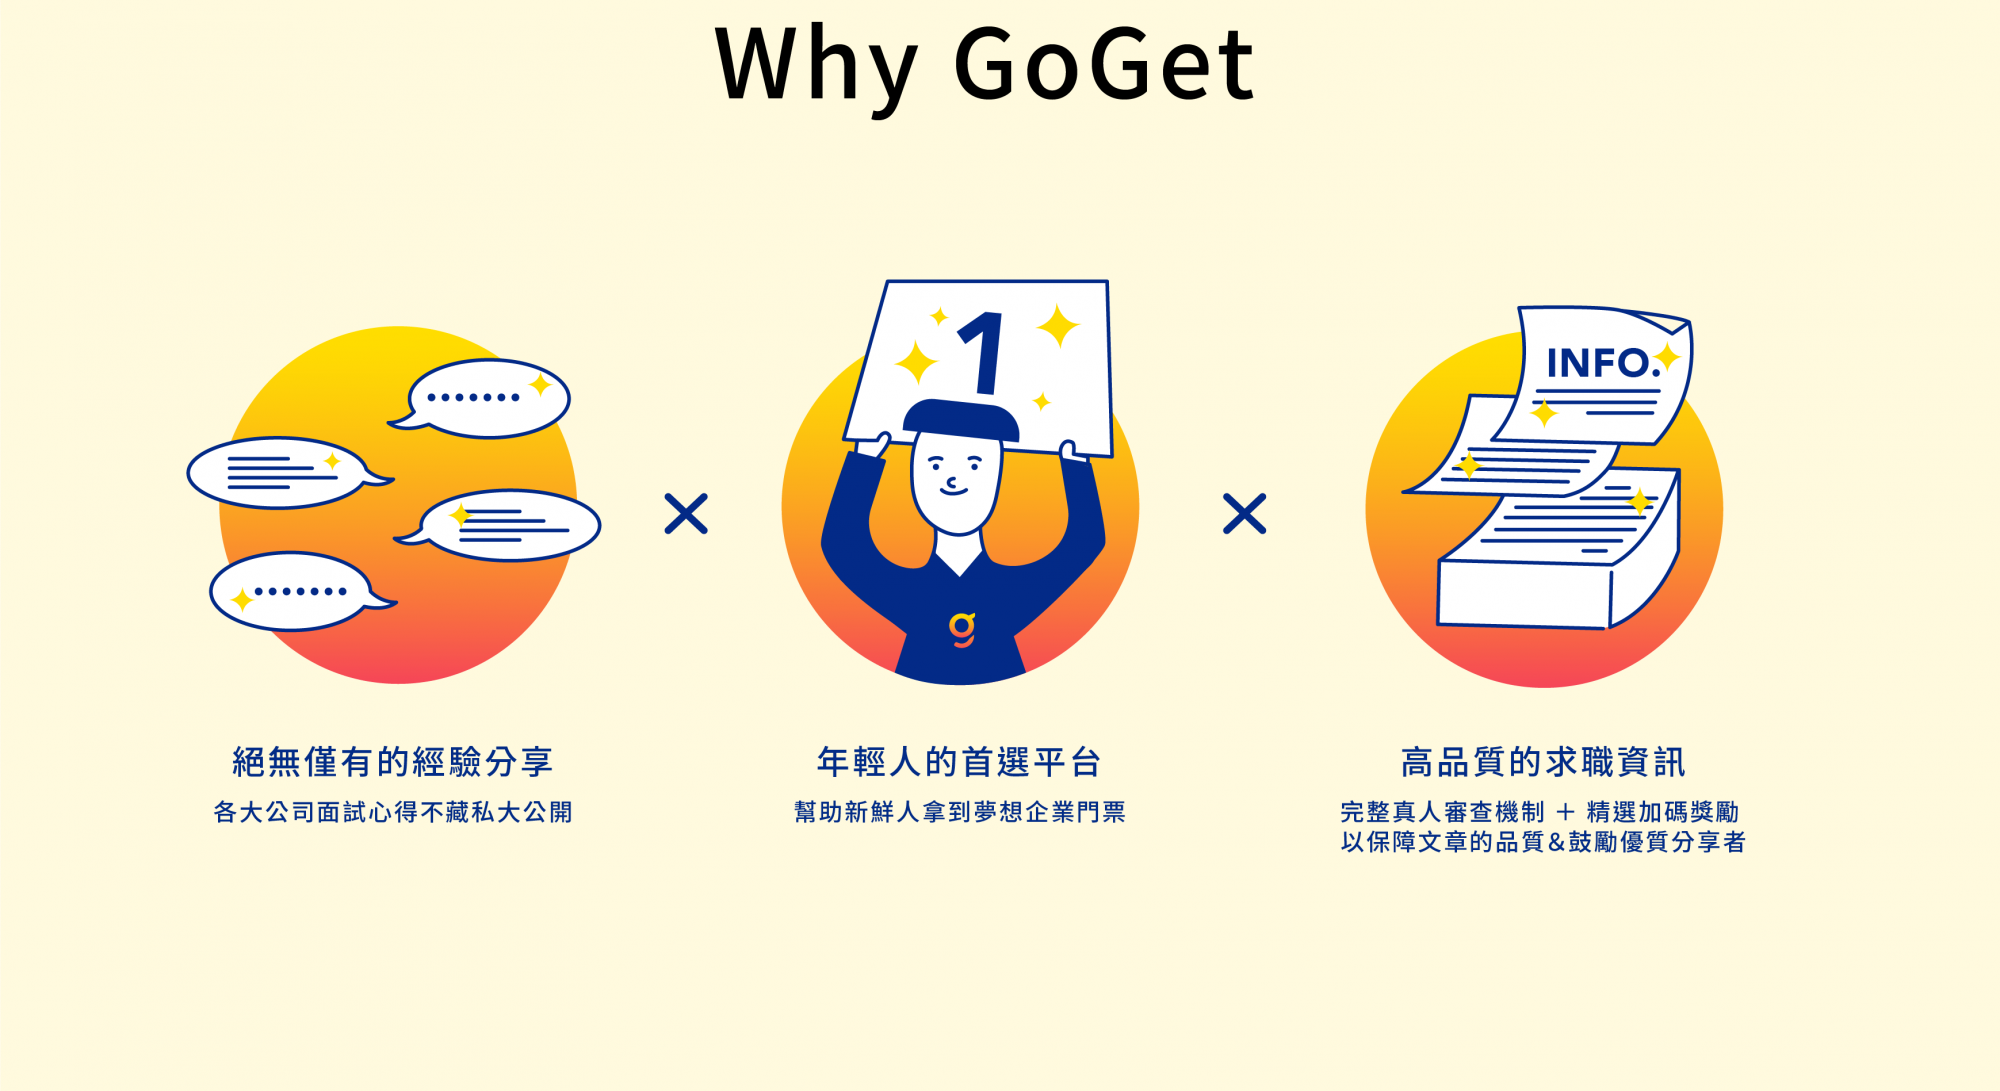 Why GoGet
1
INFO.
g
絕無僅有的經驗分享
各大公司面試心得不藏私大公開
年輕人的首選平台
幫助新鮮人拿到夢想企業門票
高品質的求職資訊
完整真人審查機制 ＋ 精選加碼獎勵
以保障文章的品質&鼓勵優質分享者